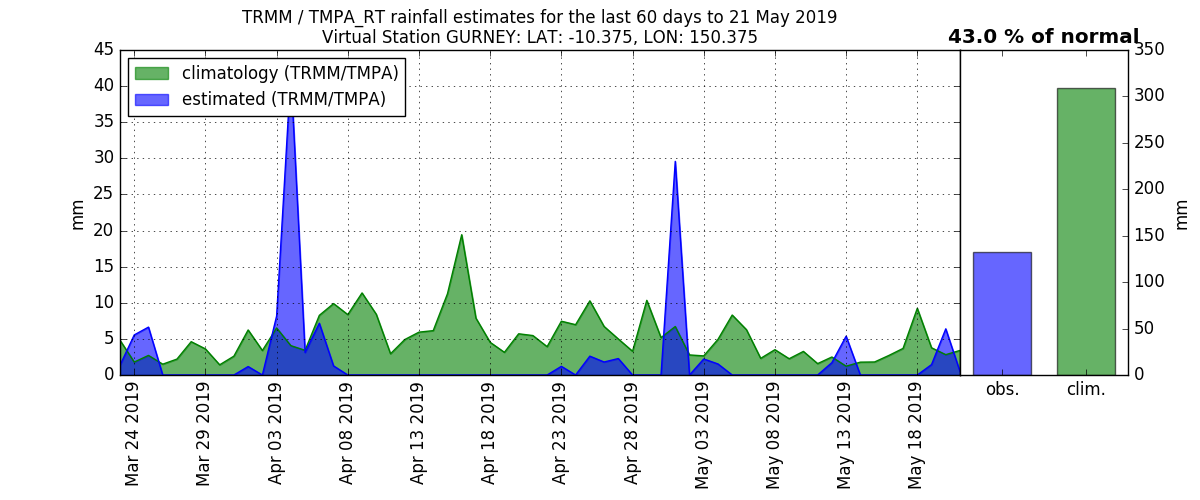 TRMM / TMPA_RT rainfall estimates for the last 60 days to 21 May 2019
Virtual Station GURNEY: LAT: -10.375, LON: 150.375
43.0 % of normal
climatology (TRMM/TMPA)
estimated (TRMM/TMPA)
45
40
35
30
25
20
15
10
5
0
mm
Mar 24 2019
Mar 29 2019
Apr 03 2019
Apr 08 2019
Apr 13 2019
Apr 18 2019
Apr 23 2019
Apr 28 2019
May 03 2019
May 08 2019
May 13 2019
May 18 2019
obs.
clim.
350
300
250
200
150
100
50
0
mm